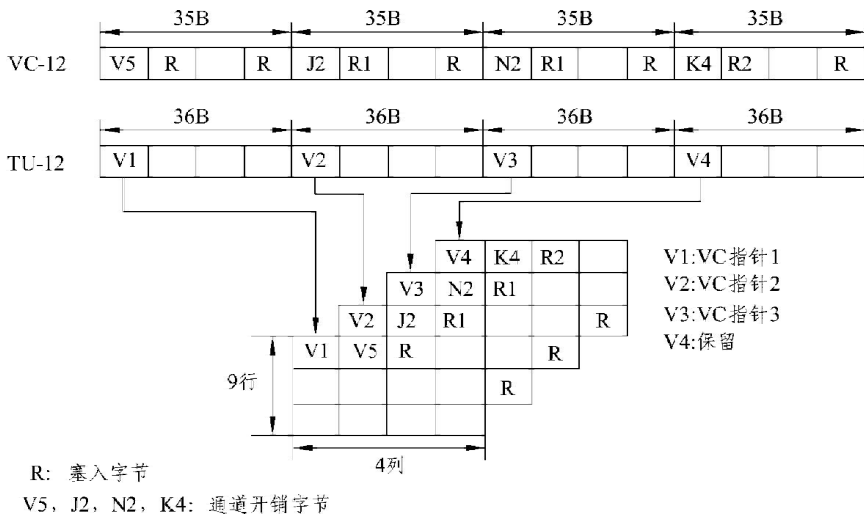 35B 35B 35B 35B
VC-12 V5 R R J2 R1 R N2 R1 R K4 R2 R
36B 36B 36B 36B
TU-12 V1 V2 V3 V4
V4 K4 R2
V3 N2 R1
V2 J2 R1 R
V1 V5 R R
R
9行
4列
V1:VC指针1
V2:VC指针2
V3:VC指针3
V4:保留
R: 塞入字节
V5, J2, N2, K4: 通道开销字节